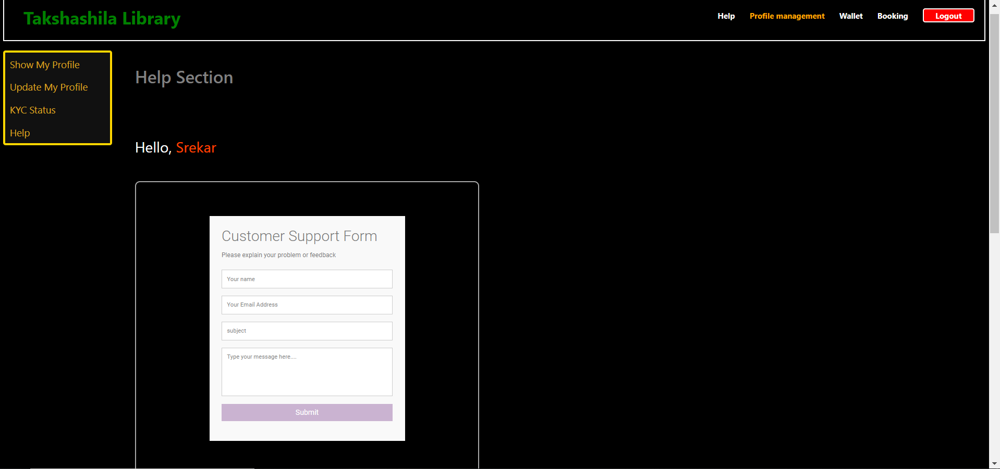 Takshashila Library
Help Profile management Wallet Booking Logout
Show My Profile
Update My Profile
KYC Status
Help
Help Section
Hello, Srekar
Customer Support Form
Please explain your problem or feedback
Your name
Your Email Address
subject
Type your message here....
Submit